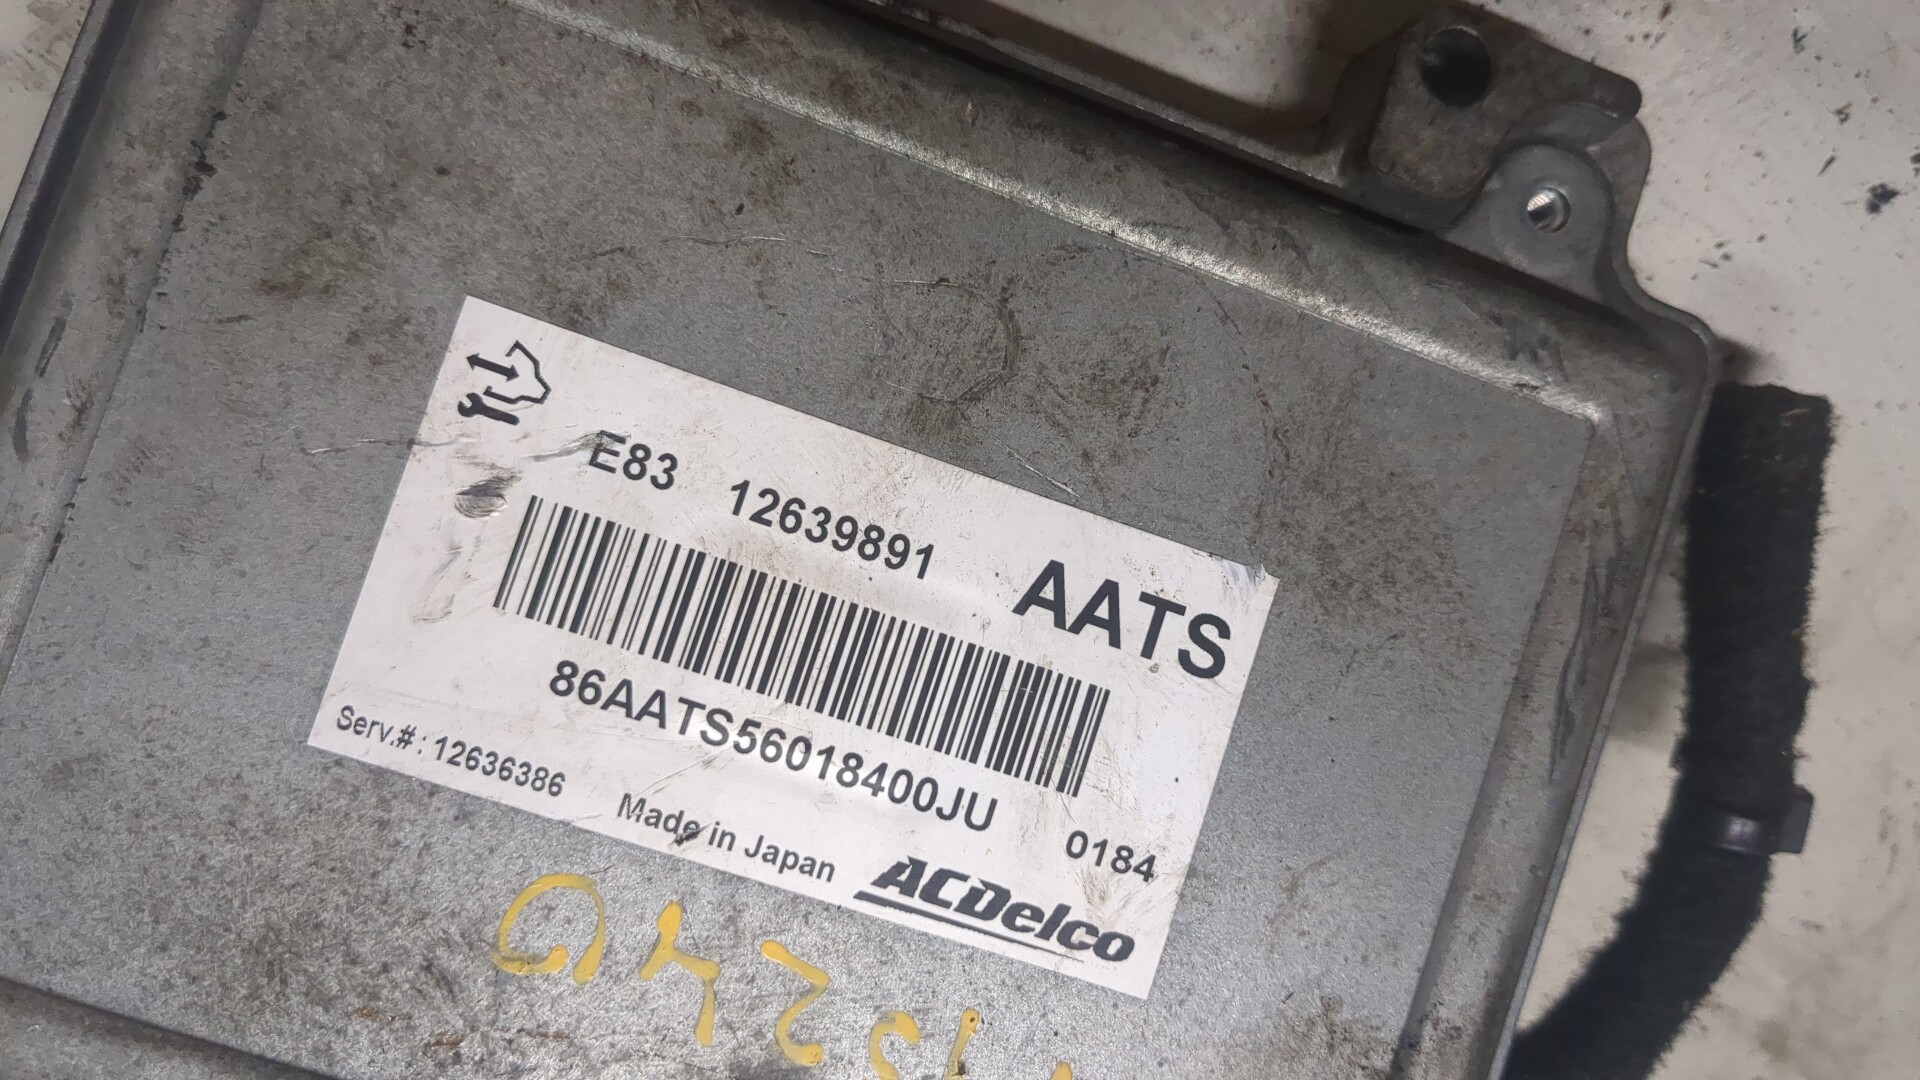 E83 12639891
AATS
86AATS56018400JU
Serv.#: 12636386 Made in Japan 0184
ACDelco